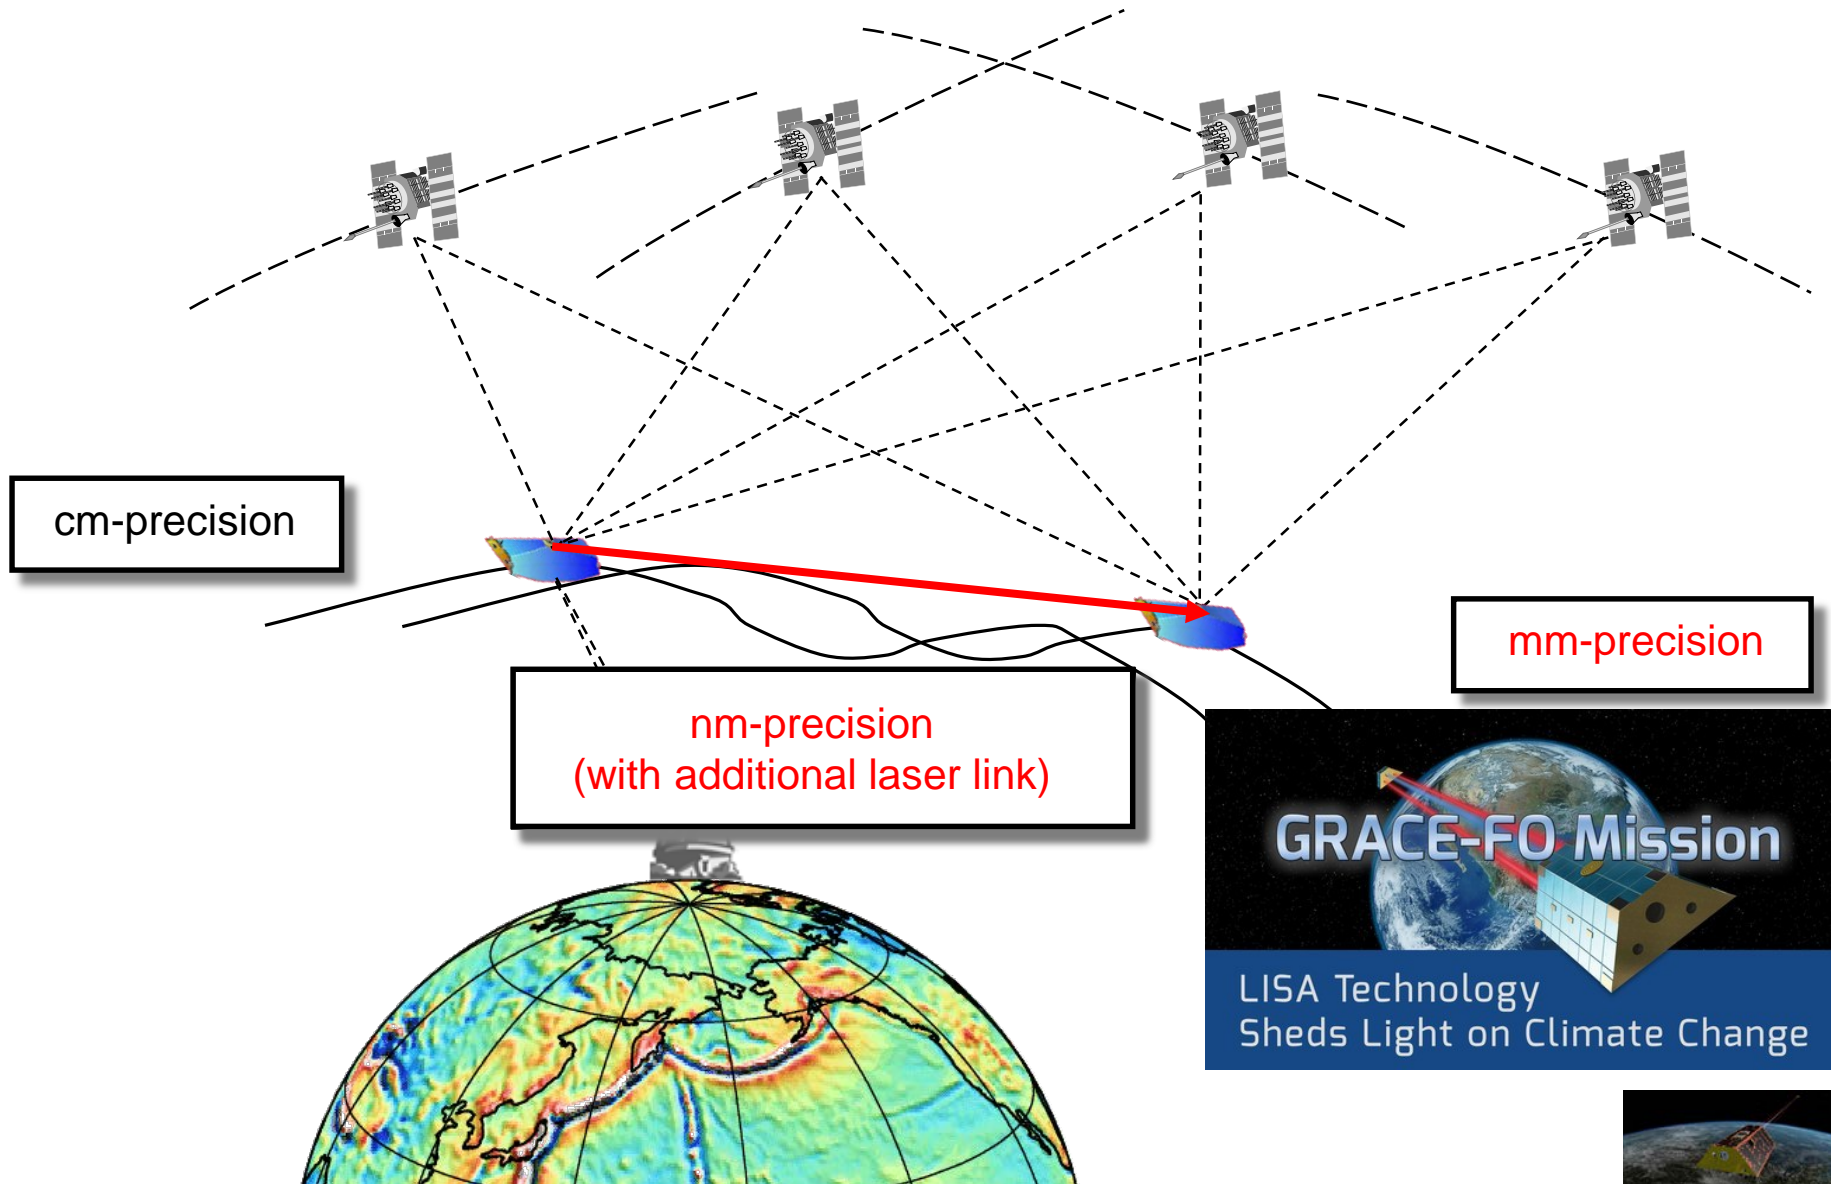 cm-precision
mm-precision
nm-precision
(with additional laser link)
GRACE-FO Mission
LISA Technology
Sheds Light on Climate Change